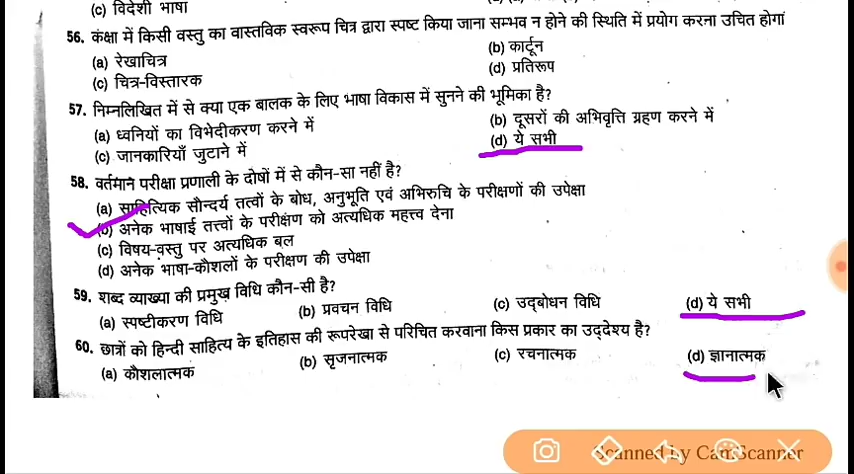 (c) विदेशी भाषा
56. कक्षा में किसी वस्तु का वास्तविक स्वरूप चित्र द्वारा स्पष्ट किया जाना सम्भव न होने की स्थिति में प्रयोग करना उचित होगा
(a) रेखाचित्र (b) कार्टून
(c) चित्र-विस्तारक (d) प्रतिरूप
57. निम्नलिखित में से क्या एक बालक के लिए भाषा विकास में सुनने की भूमिका है?
(a) ध्वनियों का विभेदीकरण करने में (b) दूसरों की अभिवृत्ति ग्रहण करने में
(c) जानकारियाँ जुटाने में (d) ये सभी
58. वर्तमान परीक्षा प्रणाली के दोषों में से कौन-सा नहीं है?
(a) साहित्यिक सौन्दर्य तत्वों के बोध, अनुभूति एवं अभिरुचि के परीक्षणों की उपेक्षा
(b) अनेक भाषाई तत्त्वों के परीक्षण को अत्यधिक महत्त्व देना
(c) विषय-वस्तु पर अत्यधिक बल
(d) अनेक भाषा-कौशलों के परीक्षण की उपेक्षा
59. शब्द व्याख्या की प्रमुख विधि कौन-सी है?
(a) स्पष्टीकरण विधि (b) प्रवचन विधि (c) उद्बोधन विधि (d) ये सभी
60. छात्रों को हिन्दी साहित्य के इतिहास की रूपरेखा से परिचित करवाना किस प्रकार का उद्देश्य है?
(a) कौशलात्मक (b) सृजनात्मक (c) रचनात्मक (d) ज्ञानात्मक
Scanned by CamScanner